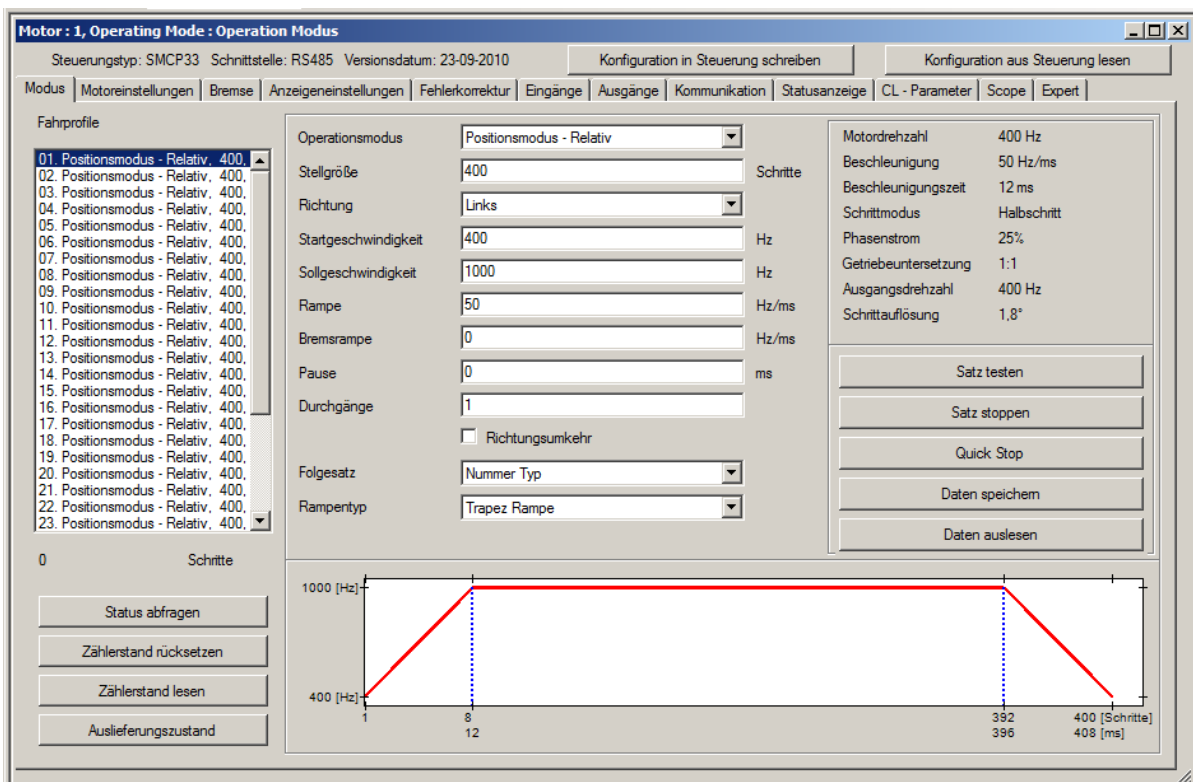 Motor : 1, Operating Mode : Operation Modus
Steuerungstyp: SMCP33 Schnittstelle: RS485 Versionsdatum: 23-09-2010
Konfiguration in Steuerung schreiben
Konfiguration aus Steuerung lesen
Modus Motoreinstellungen Bremse Anzeigeneinstellungen Fehlerkorrektur Eingänge Ausgänge Kommunikation Statusanzeige CL - Parameter Scope Expert
Fahrprofile
01. Positionsmodus - Relativ, 400,
02. Positionsmodus - Relativ, 400,
03. Positionsmodus - Relativ, 400,
04. Positionsmodus - Relativ, 400,
05. Positionsmodus - Relativ, 400,
06. Positionsmodus - Relativ, 400,
07. Positionsmodus - Relativ, 400,
08. Positionsmodus - Relativ, 400,
09. Positionsmodus - Relativ, 400,
10. Positionsmodus - Relativ, 400,
11. Positionsmodus - Relativ, 400,
12. Positionsmodus - Relativ, 400,
13. Positionsmodus - Relativ, 400,
14. Positionsmodus - Relativ, 400,
15. Positionsmodus - Relativ, 400,
16. Positionsmodus - Relativ, 400,
17. Positionsmodus - Relativ, 400,
18. Positionsmodus - Relativ, 400,
19. Positionsmodus - Relativ, 400,
20. Positionsmodus - Relativ, 400,
21. Positionsmodus - Relativ, 400,
22. Positionsmodus - Relativ, 400,
23. Positionsmodus - Relativ, 400,
0 Schritte
Status abfragen
Zählerstand rücksetzen
Zählerstand lesen
Auslieferungszustand
Operationsmodus Positionsmodus - Relativ
Stellgröße 400 Schritte
Richtung Links
Startgeschwindigkeit 400 Hz
Sollgeschwindigkeit 1000 Hz
Rampe 50 Hz/ms
Bremsrampe 0 Hz/ms
Pause 0 ms
Durchgänge 1
Richtungsumkehr
Folgesatz Nummer Typ
Rampentyp Trapez Rampe
Motordrehzahl 400 Hz
Beschleunigung 50 Hz/ms
Beschleunigungszeit 12 ms
Schrittmodus Halbschritt
Phasenstrom 25%
Getriebeuntersetzung 1:1
Ausgangsdrehzahl 400 Hz
Schrittauflösung 1,8°
Satz testen
Satz stoppen
Quick Stop
Daten speichern
Daten auslesen
1000 [Hz]
400 [Hz]
1 8 392 400 [Schritte]
12 396 408 [ms]